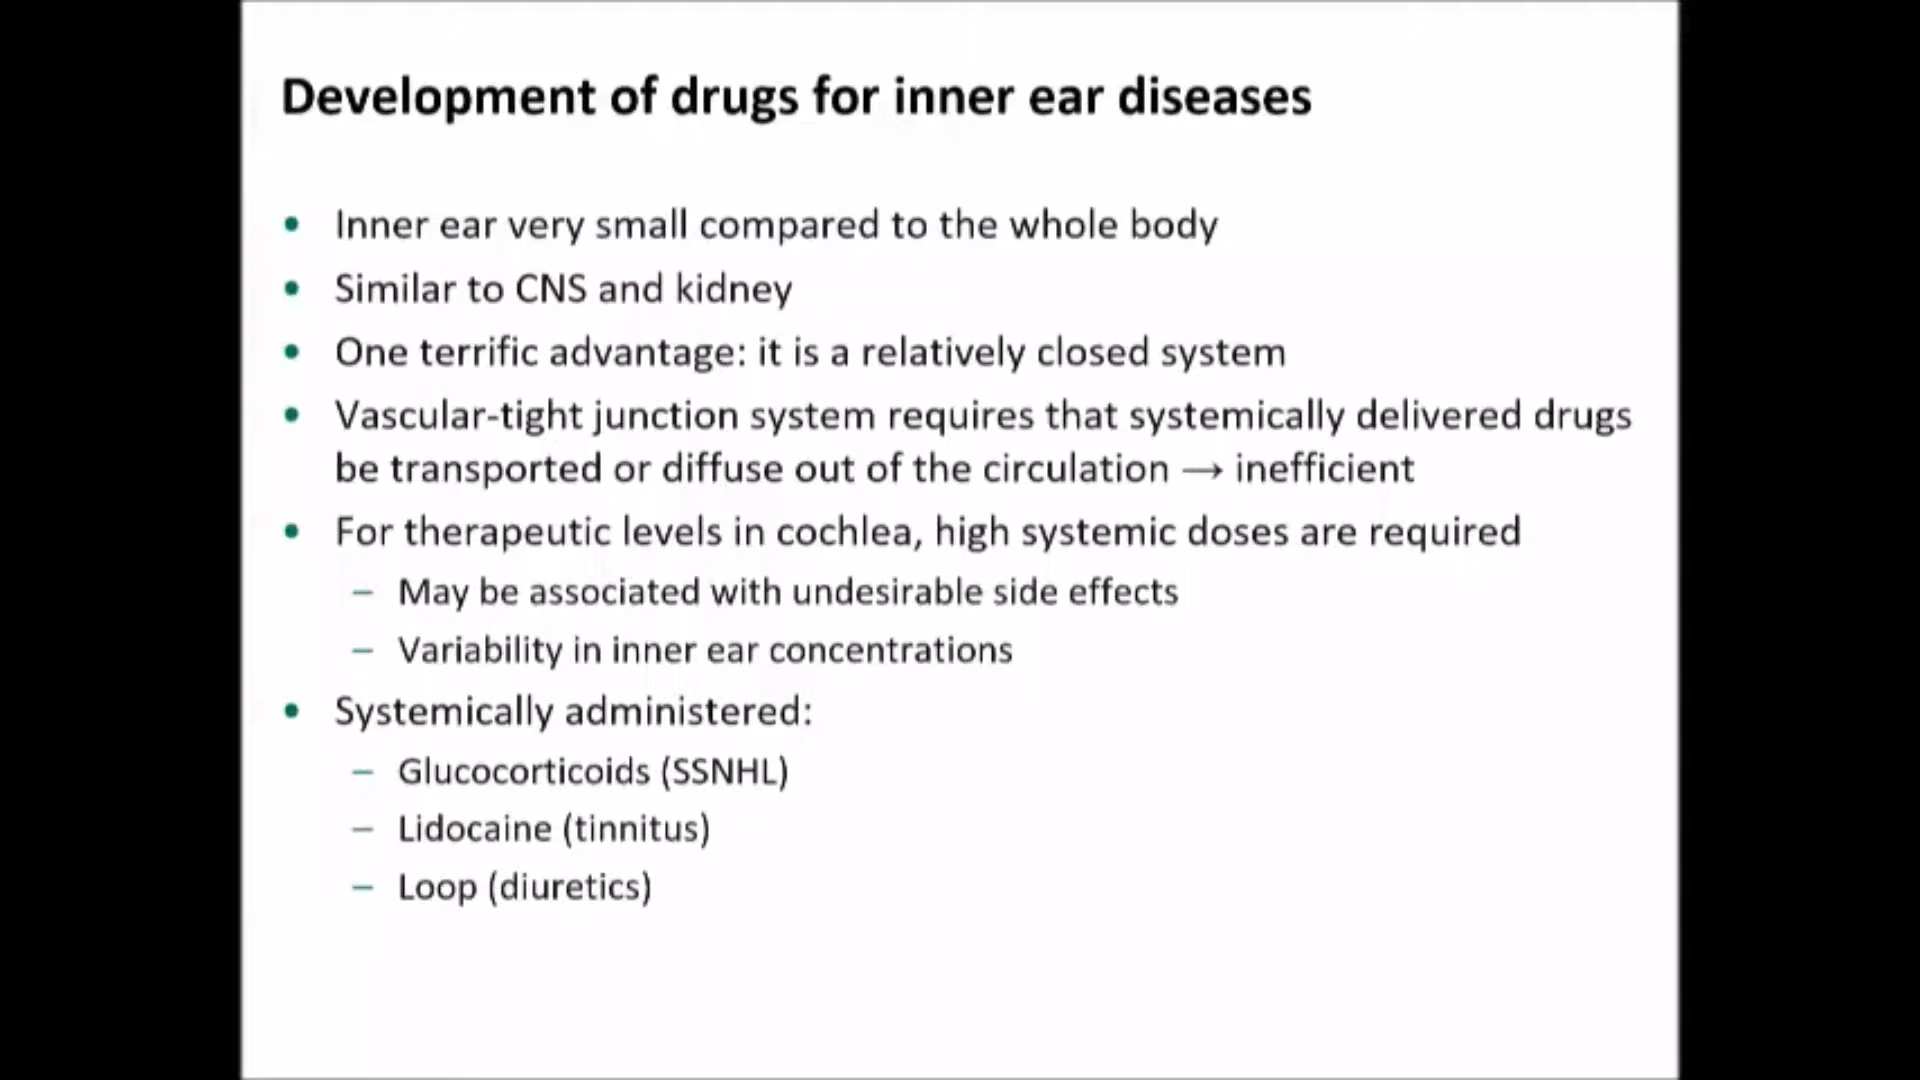 Development of drugs for inner ear diseases
• Inner ear very small compared to the whole body
• Similar to CNS and kidney
• One terrific advantage: it is a relatively closed system
• Vascular-tight junction system requires that systemically delivered drugs
be transported or diffuse out of the circulation → inefficient
• For therapeutic levels in cochlea, high systemic doses are required
– May be associated with undesirable side effects
– Variability in inner ear concentrations
• Systemically administered:
– Glucocorticoids (SSNHL)
– Lidocaine (tinnitus)
– Loop (diuretics)